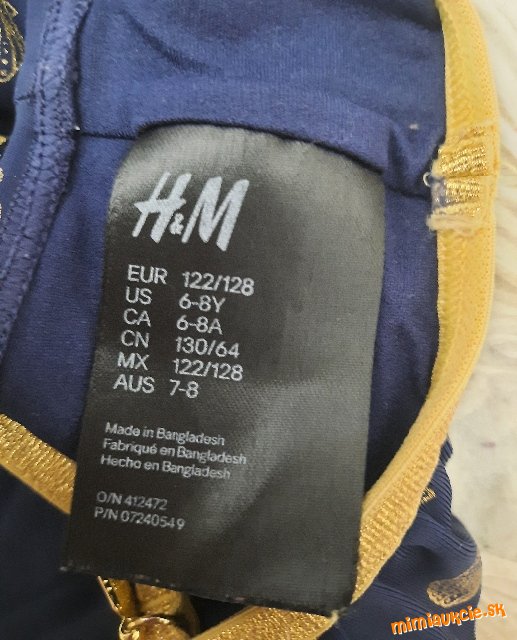 H&M
EUR 122/128
US 6-8Y
CA 6-8A
CN 130/64
MX 122/128
AUS 7-8
Made in Bangladesh
Fabriqué en Bangladesh
Hecho en Bangladesh
O/N 412472
P/N 07240549
mimiaukcie.sk